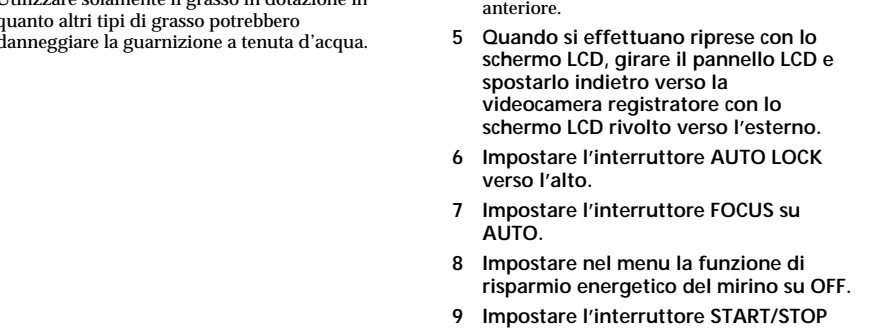 Utilizzare solamente il grasso in dotazione in
quanto altri tipi di grasso potrebbero
danneggiare la guarnizione a tenuta d'acqua.
anteriore.
5 Quando si effettuano riprese con lo
schermo LCD, girare il pannello LCD e
spostarlo indietro verso la
videocamera registratore con lo
schermo LCD rivolto verso l'esterno.
6 Impostare l'interruttore AUTO LOCK
verso l'alto.
7 Impostare l'interruttore FOCUS su
AUTO.
8 Impostare nel menu la funzione di
risparmio energetico del mirino su OFF.
9 Impostare l'interruttore START/STOP